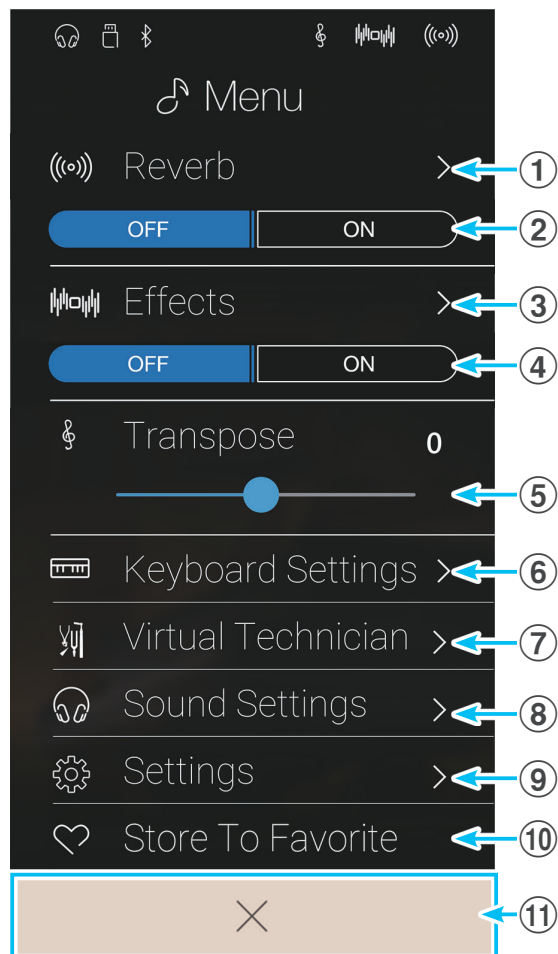 Menu
Reverb
1
OFF ON
2
Effects
3
OFF ON
4
Transpose 0
5
Keyboard Settings
6
Virtual Technician
7
Sound Settings
8
Settings
9
Store To Favorite
10
11